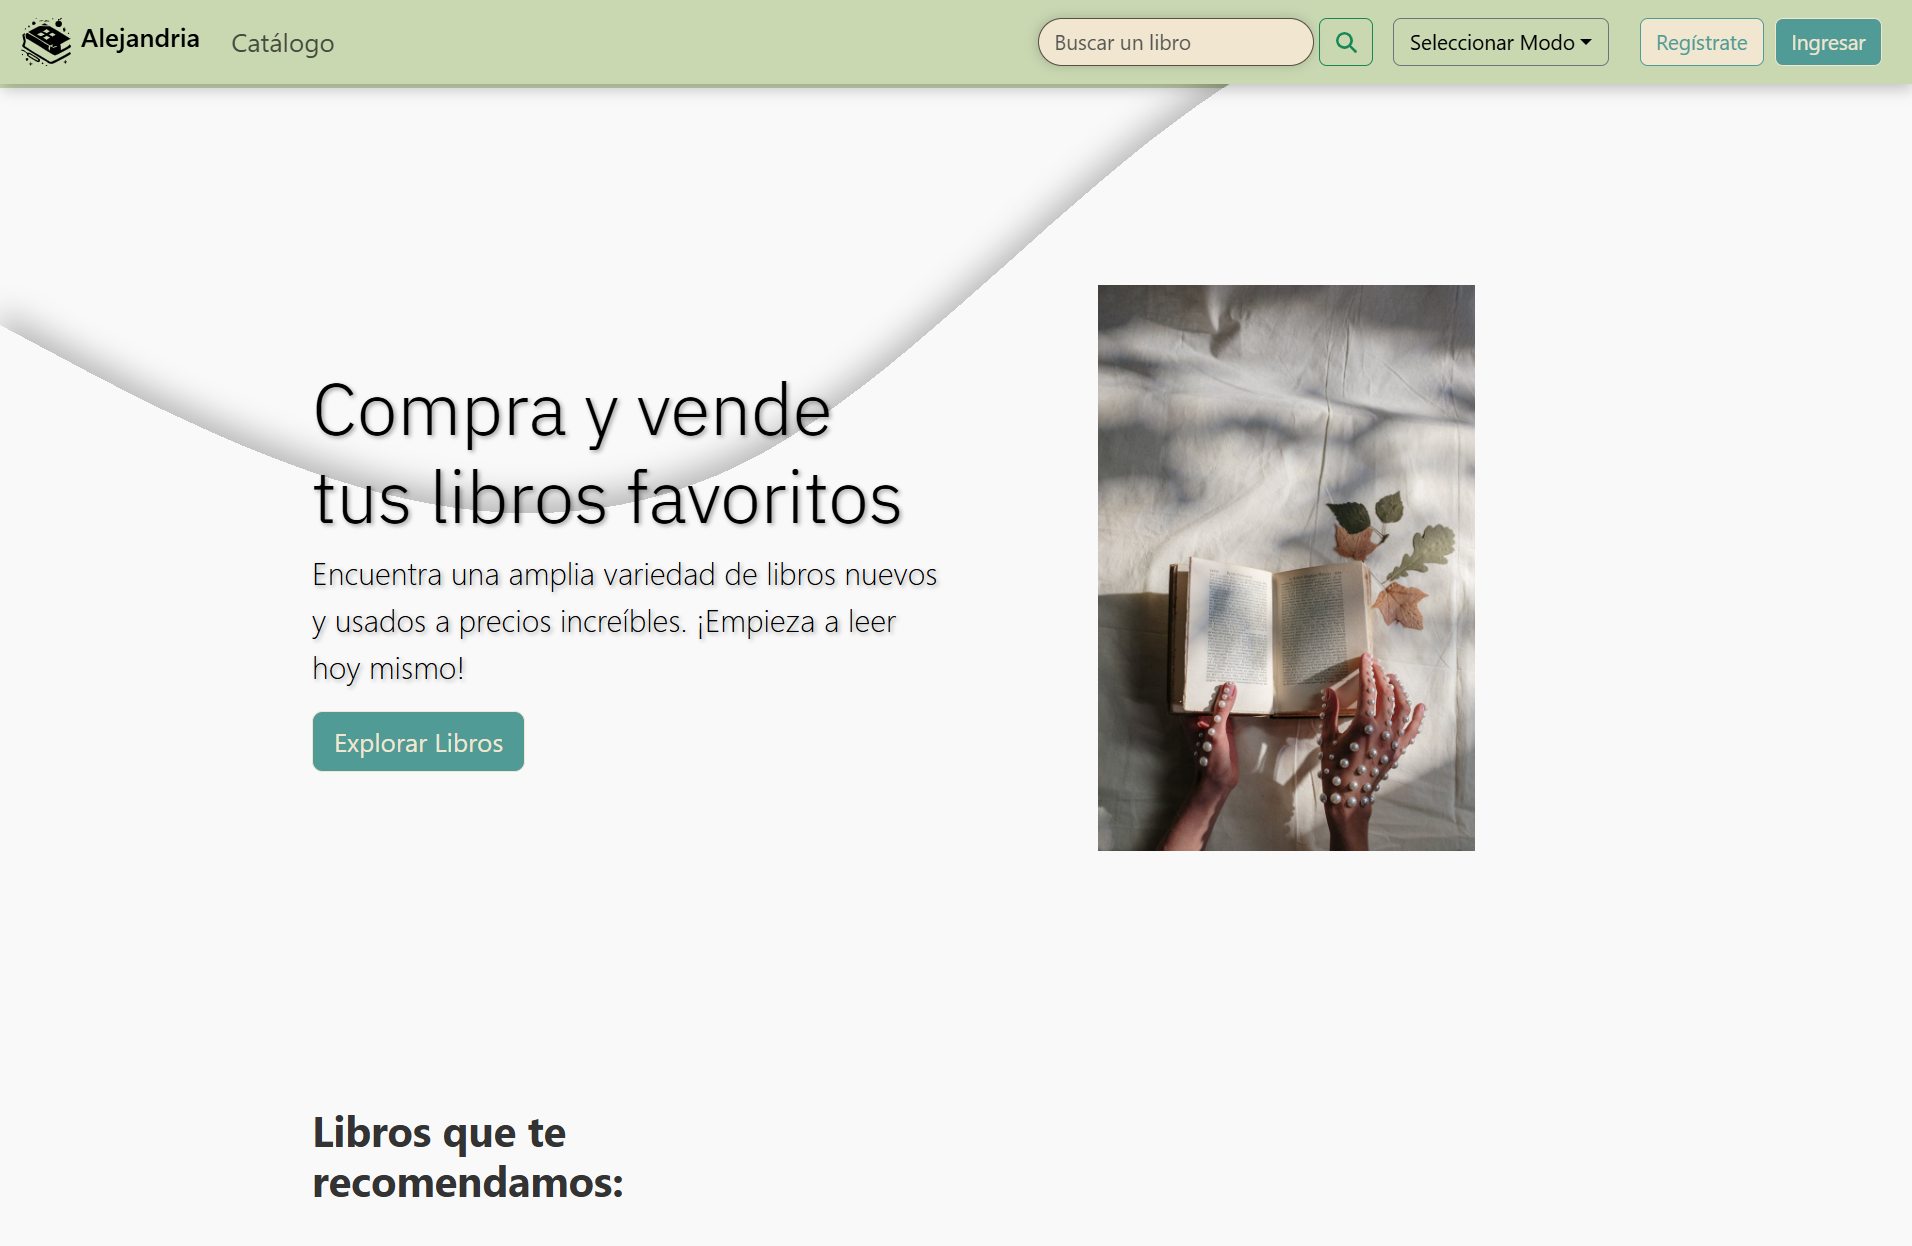 Alejandria
Catálogo
Buscar un libro
Seleccionar Modo
Regístrate
Ingresar
Compra y vende
tus libros favoritos
Encuentra una amplia variedad de libros nuevos
y usados a precios increíbles. ¡Empieza a leer
hoy mismo!
Explorar Libros
Libros que te
recomendamos: